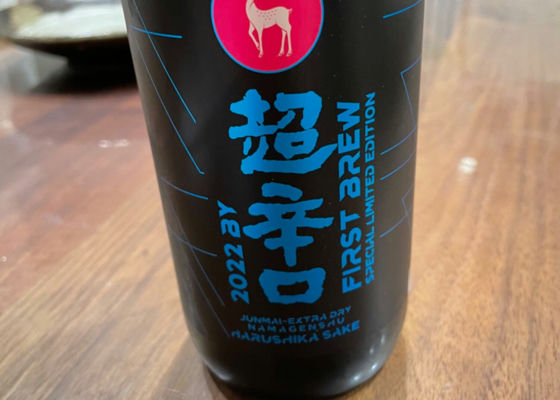 超辛口
2022 BY
FIRST BREW
SPECIAL LIMITED EDITION
JUNMAI-EXTRA DRY
NAMAGENSHU
HARUSHIKA SAKE